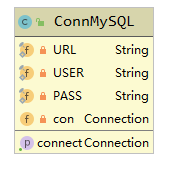 ConnMySQL
URL String
USER String
PASS String
con Connection
connect Connection